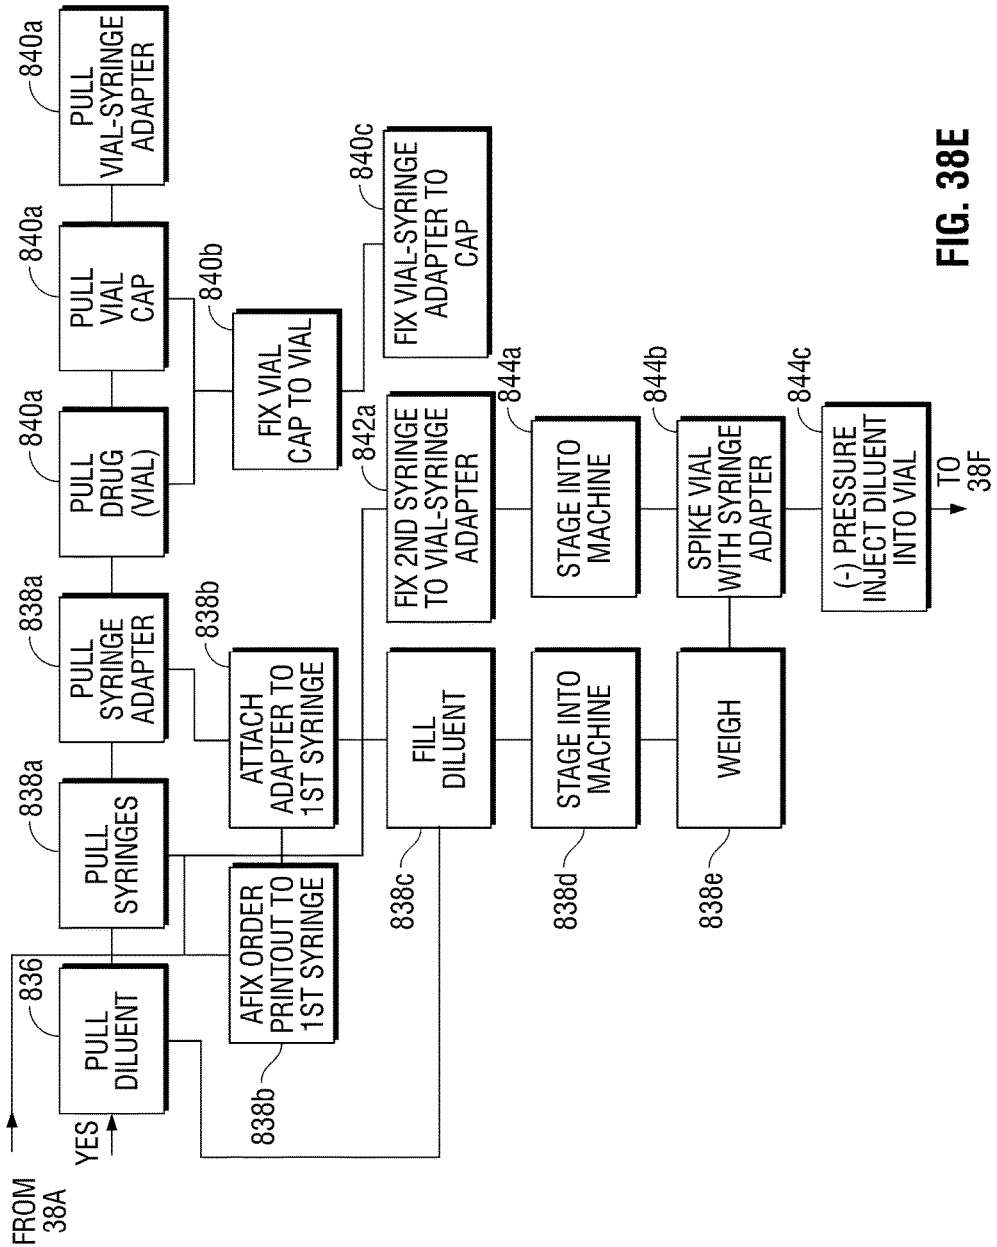 FROM
38A
YES
836
PULL
DILUENT
838a
PULL
SYRINGES
838a
PULL
SYRINGE
ADAPTER
840a
PULL
DRUG
(VIAL)
840a
PULL
VIAL
CAP
840a
PULL
VIAL-SYRINGE
ADAPTER
838b
AFIX ORDER
PRINTOUT TO
1ST SYRINGE
838b
ATTACH
ADAPTER TO
1ST SYRINGE
840b
FIX VIAL
CAP TO VIAL
838c
FILL
DILUENT
842a
FIX 2ND SYRINGE
TO VIAL-SYRINGE
ADAPTER
840c
FIX VIAL-SYRINGE
ADAPTER TO
CAP
838d
STAGE INTO
MACHINE
844a
STAGE INTO
MACHINE
838e
WEIGH
844b
SPIKE VIAL
WITH SYRINGE
ADAPTER
844c
(-) PRESSURE
INJECT DILUENT
INTO VIAL
TO
38F
FIG. 38E